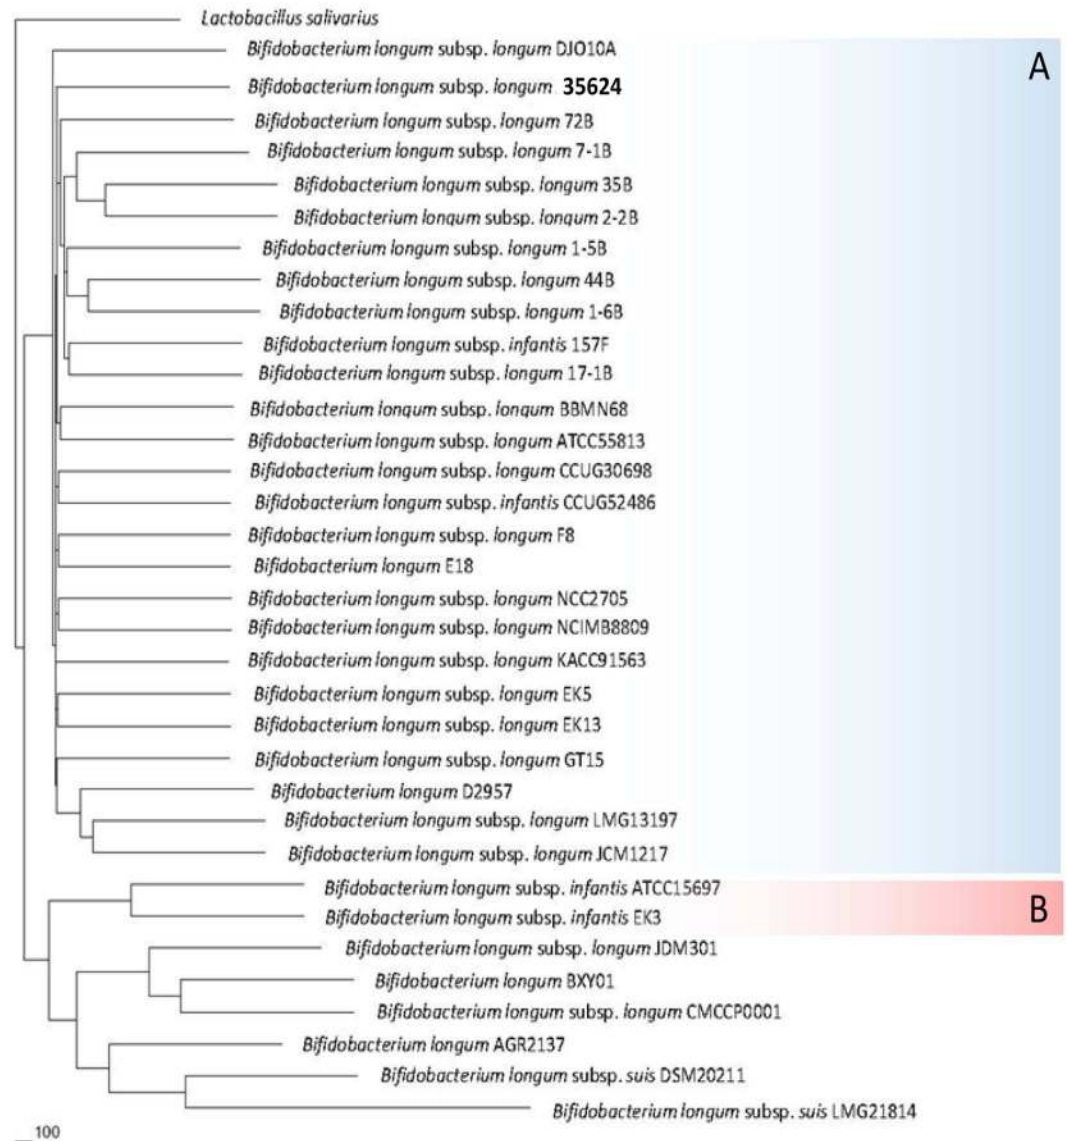 Lactobacillus salivarius
Bifidobacterium longum subsp. longum DJO10A
A
Bifidobacterium longum subsp. longum 35624
Bifidobacterium longum subsp. longum 72B
Bifidobacterium longum subsp. longum 7-1B
Bifidobacterium longum subsp. longum 35B
Bifidobacterium longum subsp. longum 2-2B
Bifidobacterium longum subsp. longum 1-5B
Bifidobacterium longum subsp. longum 44B
Bifidobacterium longum subsp. longum 1-6B
Bifidobacterium longum subsp. infantis 157F
Bifidobacterium longum subsp. longum 17-1B
Bifidobacterium longum subsp. longum BBMN68
Bifidobacterium longum subsp. longum ATCC55813
Bifidobacterium longum subsp. longum CCUG30698
Bifidobacterium longum subsp. infantis CCUG52486
Bifidobacterium longum subsp. longum F8
Bifidobacterium longum E18
Bifidobacterium longum subsp. longum NCC2705
Bifidobacterium longum subsp. longum NCIMB8809
Bifidobacterium longum subsp. longum KACC91563
Bifidobacterium longum subsp. longum EK5
Bifidobacterium longum subsp. longum EK13
Bifidobacterium longum subsp. longum GT15
Bifidobacterium longum D2957
Bifidobacterium longum subsp. longum LMG13197
Bifidobacterium longum subsp. longum JCM1217
Bifidobacterium longum subsp. infantis ATCC15697
B
Bifidobacterium longum subsp. infantis EK3
Bifidobacterium longum subsp. longum JDM301
Bifidobacterium longum BXY01
Bifidobacterium longum subsp. longum CMCCP0001
Bifidobacterium longum AGR2137
Bifidobacterium longum subsp. suis DSM20211
Bifidobacterium longum subsp. suis LMG21814
100